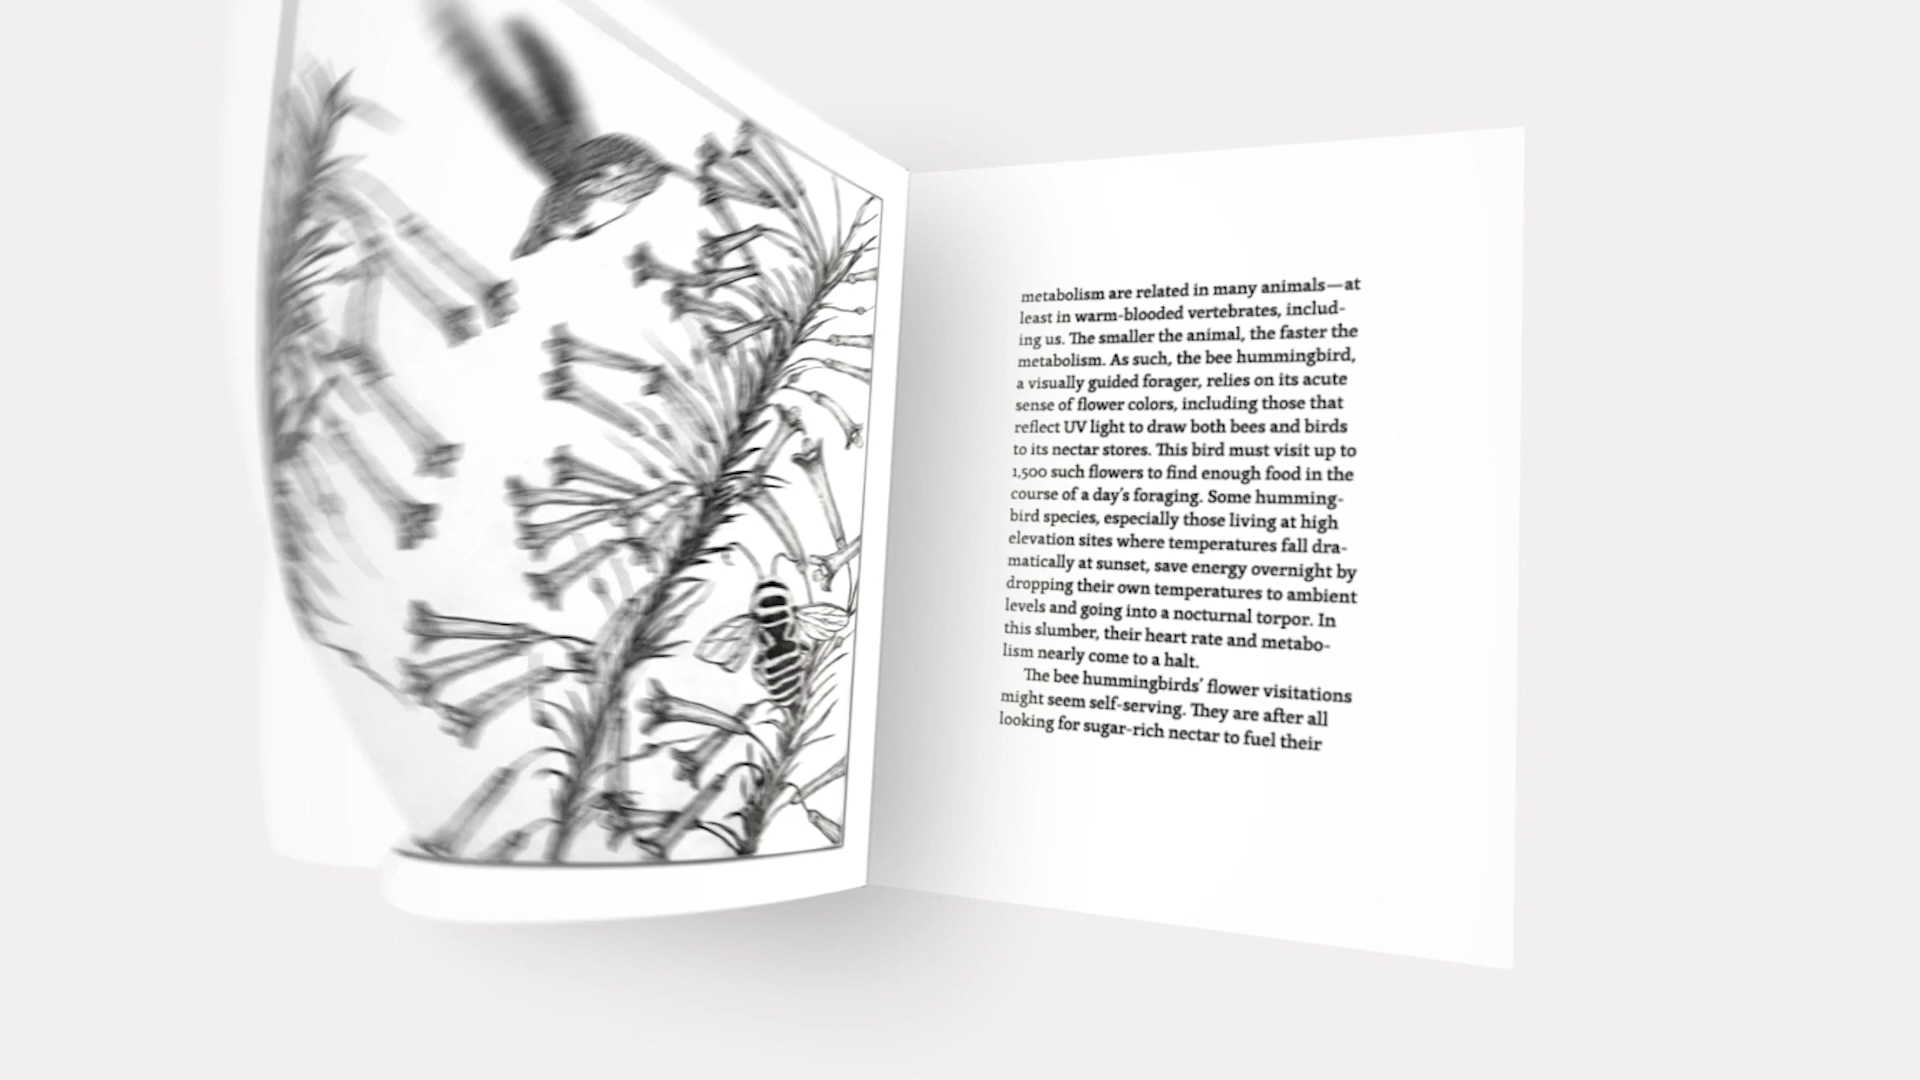 metabolism are related in many animals—at
least in warm-blooded vertebrates, includ-
ing us. The smaller the animal, the faster the
metabolism. As such, the bee hummingbird,
a visually guided forager, relies on its acute
sense of flower colors, including those that
reflect UV light to draw both bees and birds
to its nectar stores. This bird must visit up to
1,500 such flowers to find enough food in the
course of a day's foraging. Some humming-
bird species, especially those living at high
elevation sites where temperatures fall dra-
matically at sunset, save energy overnight by
dropping their own temperatures to ambient
levels and going into a nocturnal torpor. In
this slumber, their heart rate and metabo-
lism nearly come to a halt.
The bee hummingbirds' flower visitations
might seem self-serving. They are after all
looking for sugar-rich nectar to fuel their